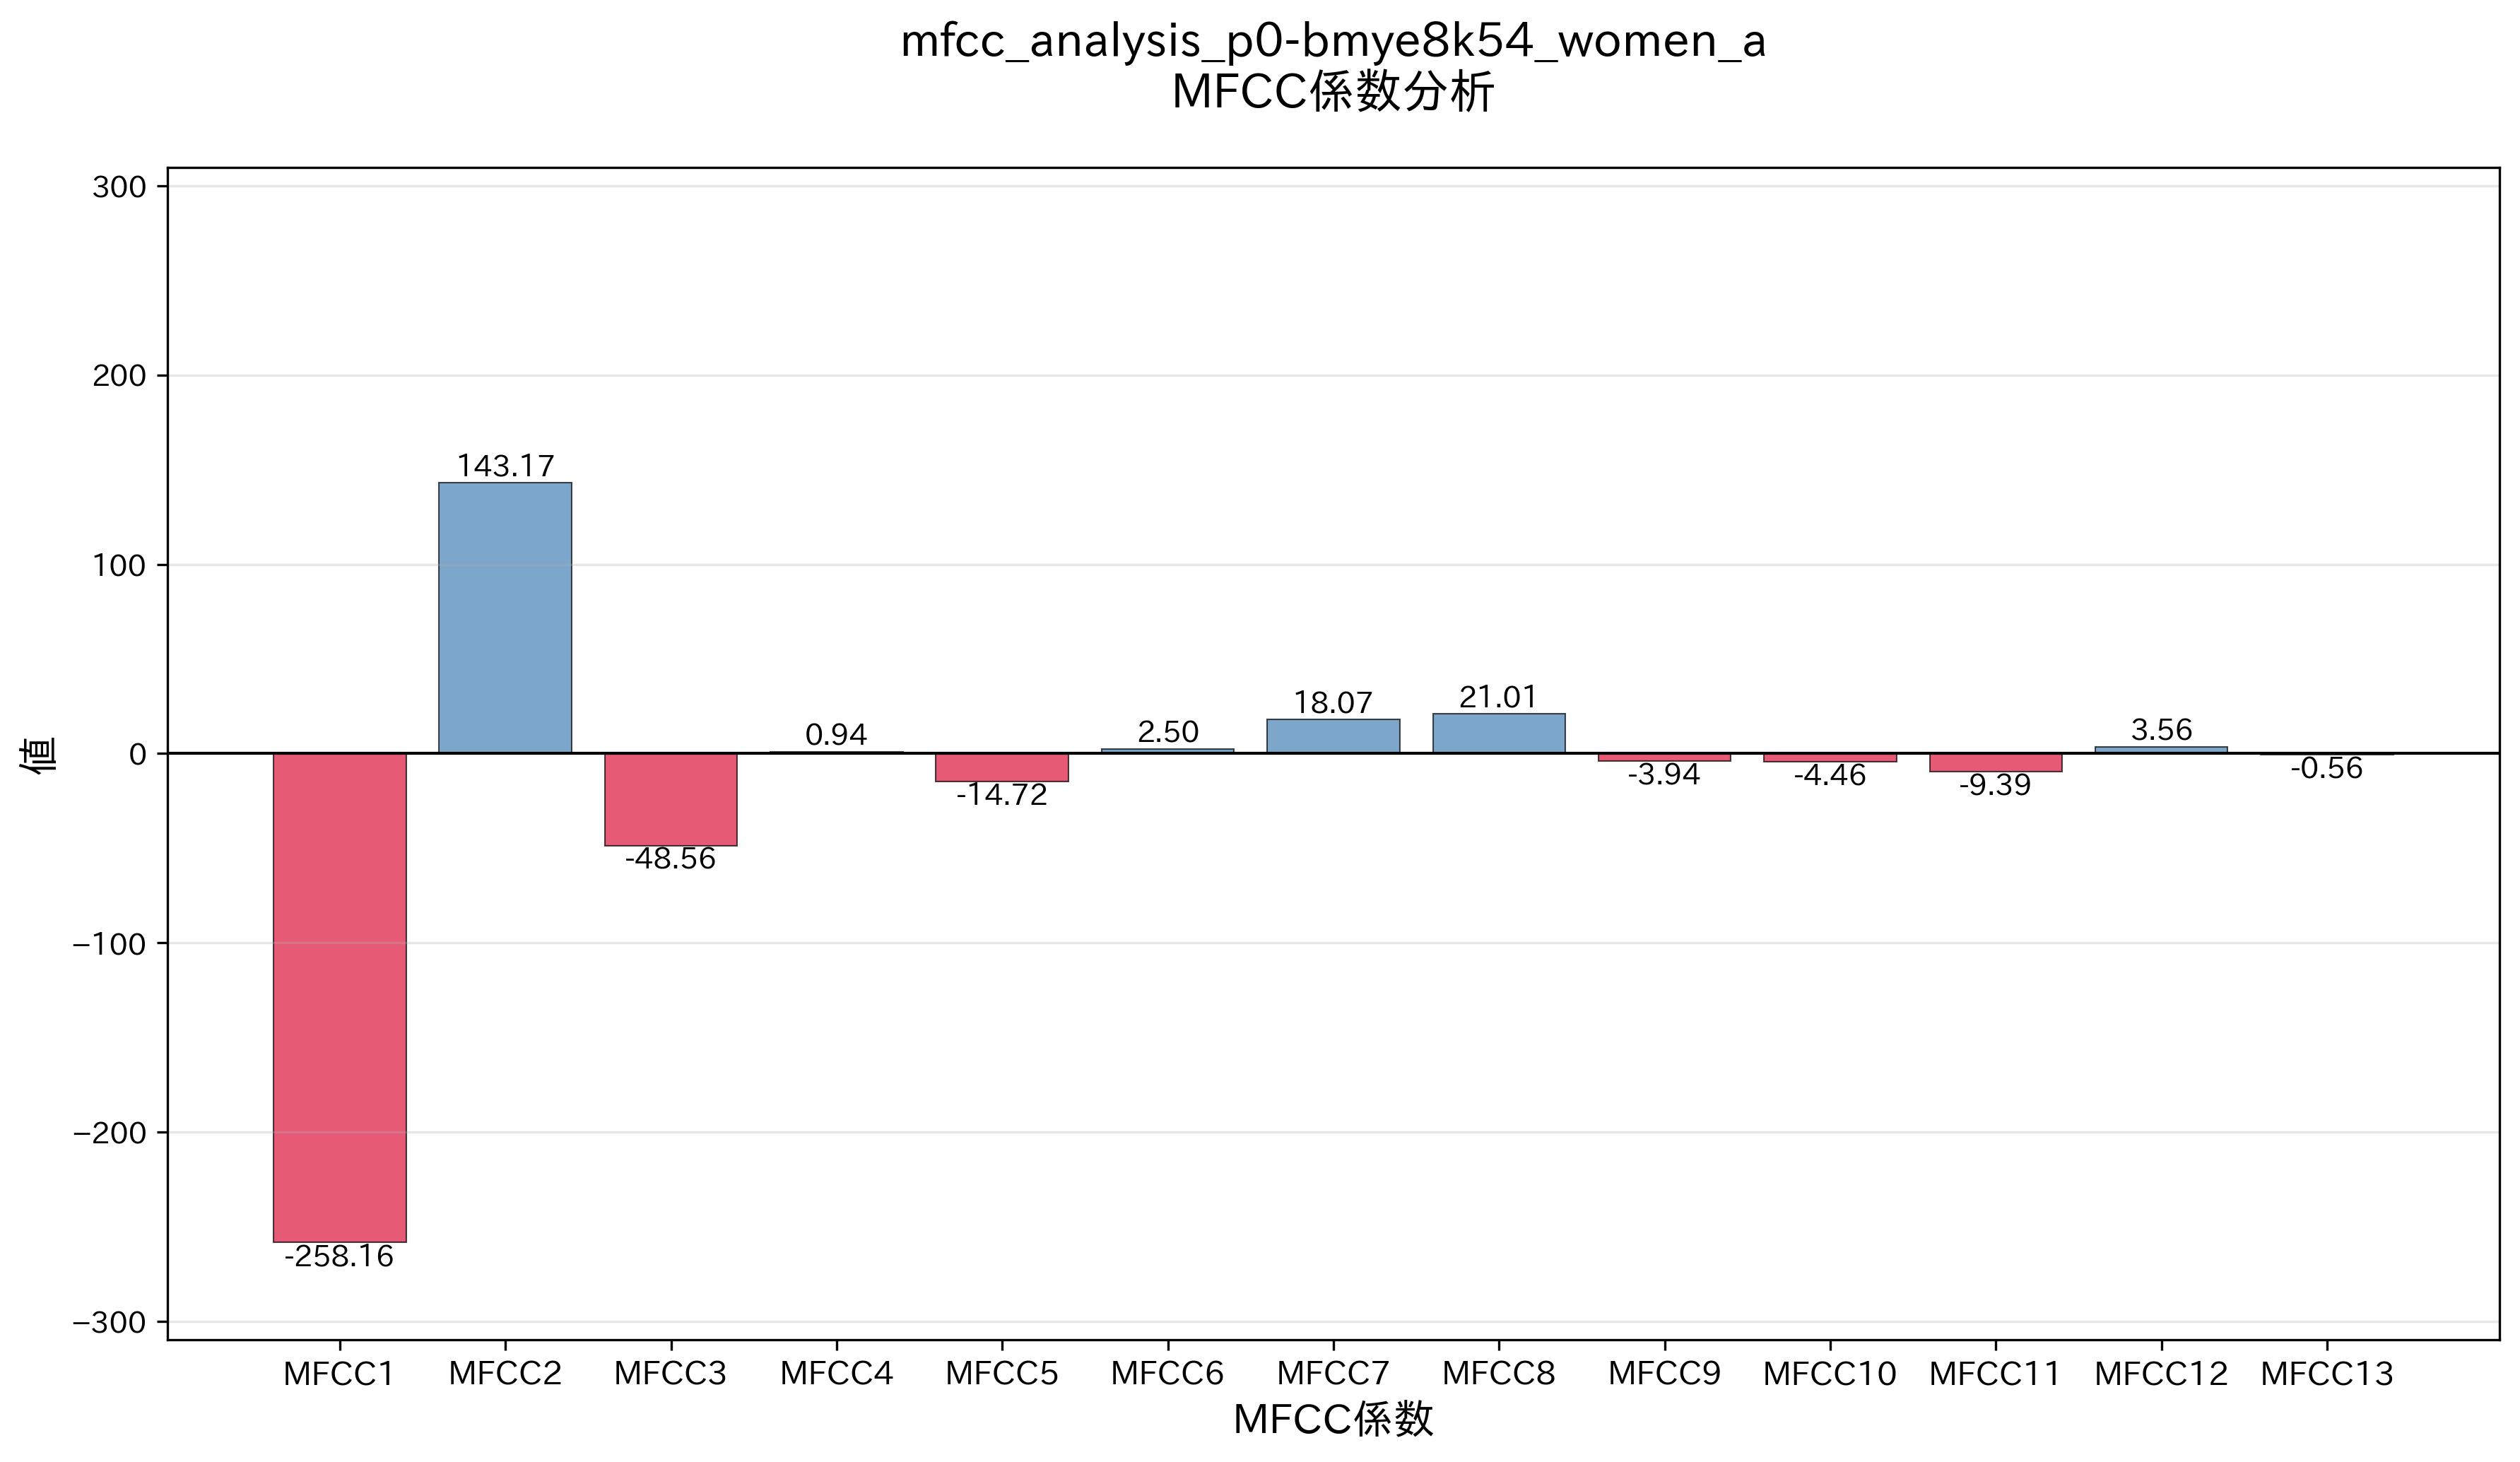 mfcc_analysis_p0-bmye8k54_women_a
MFCC係数分析
300
200
100
0
−100
−200
−300
値
-258.16
143.17
-48.56
0.94
-14.72
2.50
18.07
21.01
-3.94
-4.46
-9.39
3.56
-0.56
MFCC1
MFCC2
MFCC3
MFCC4
MFCC5
MFCC6
MFCC7
MFCC8
MFCC9
MFCC10
MFCC11
MFCC12
MFCC13
MFCC係数